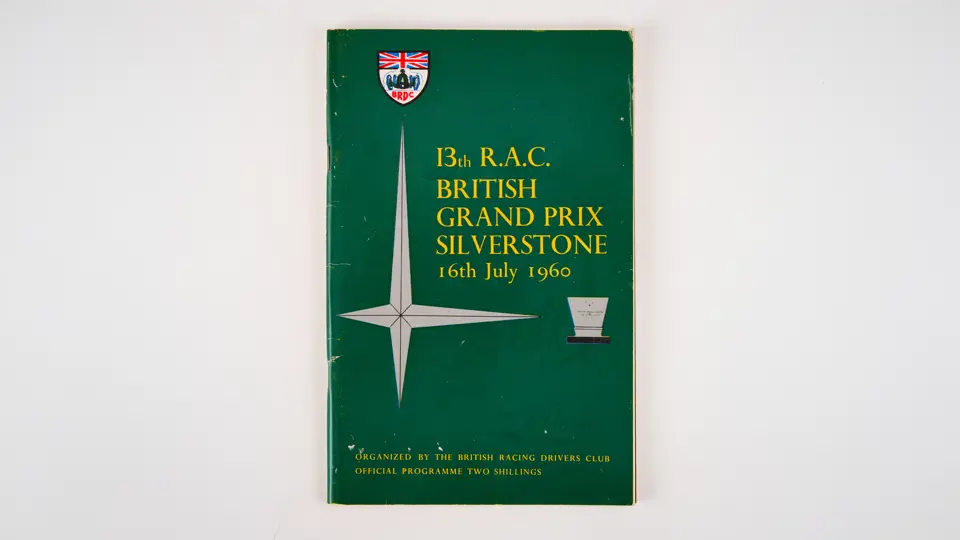 BRDC
13th R.A.C.
BRITISH
GRAND PRIX
SILVERSTONE
16th July 1960
ORGANIZED BY THE BRITISH RACING DRIVERS CLUB
OFFICIAL PROGRAMME TWO SHILLINGS